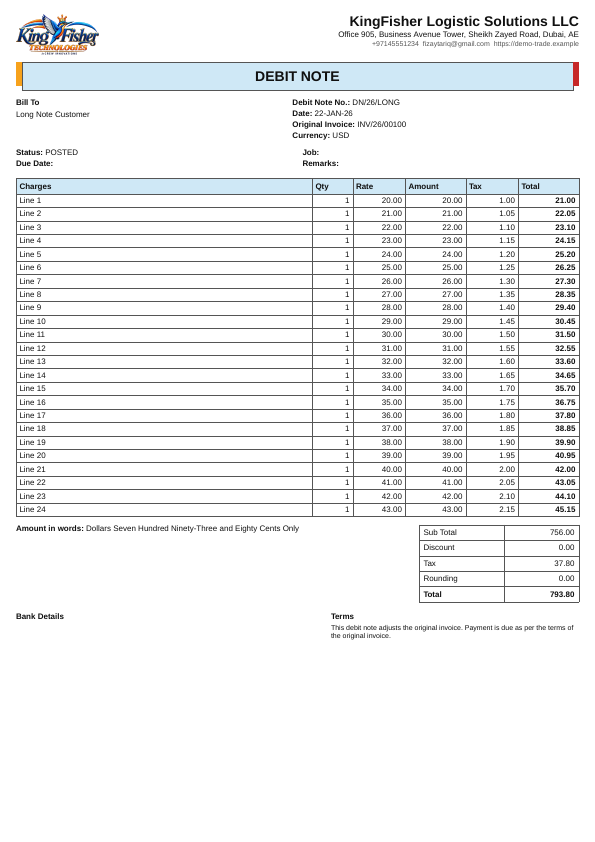 King Fisher
TECHNOLOGIES
KingFisher Logistic Solutions LLC
Office 905, Business Avenue Tower, Sheikh Zayed Road, Dubai, AE
+97145551234 fizaytariq@gmail.com https://demo-trade.example
DEBIT NOTE
Bill To
Long Note Customer
Debit Note No.: DN/26/LONG
Date: 22-JAN-26
Original Invoice: INV/26/00100
Currency: USD
Status: POSTED
Due Date:
Job:
Remarks:
Charges Qty Rate Amount Tax Total
Line 1 1 20.00 20.00 1.00 21.00
Line 2 1 21.00 21.00 1.05 22.05
Line 3 1 22.00 22.00 1.10 23.10
Line 4 1 23.00 23.00 1.15 24.15
Line 5 1 24.00 24.00 1.20 25.20
Line 6 1 25.00 25.00 1.25 26.25
Line 7 1 26.00 26.00 1.30 27.30
Line 8 1 27.00 27.00 1.35 28.35
Line 9 1 28.00 28.00 1.40 29.40
Line 10 1 29.00 29.00 1.45 30.45
Line 11 1 30.00 30.00 1.50 31.50
Line 12 1 31.00 31.00 1.55 32.55
Line 13 1 32.00 32.00 1.60 33.60
Line 14 1 33.00 33.00 1.65 34.65
Line 15 1 34.00 34.00 1.70 35.70
Line 16 1 35.00 35.00 1.75 36.75
Line 17 1 36.00 36.00 1.80 37.80
Line 18 1 37.00 37.00 1.85 38.85
Line 19 1 38.00 38.00 1.90 39.90
Line 20 1 39.00 39.00 1.95 40.95
Line 21 1 40.00 40.00 2.00 42.00
Line 22 1 41.00 41.00 2.05 43.05
Line 23 1 42.00 42.00 2.10 44.10
Line 24 1 43.00 43.00 2.15 45.15
Amount in words: Dollars Seven Hundred Ninety-Three and Eighty Cents Only
Sub Total 756.00
Discount 0.00
Tax 37.80
Rounding 0.00
Total 793.80
Bank Details
Terms
This debit note adjusts the original invoice. Payment is due as per the terms of
the original invoice.